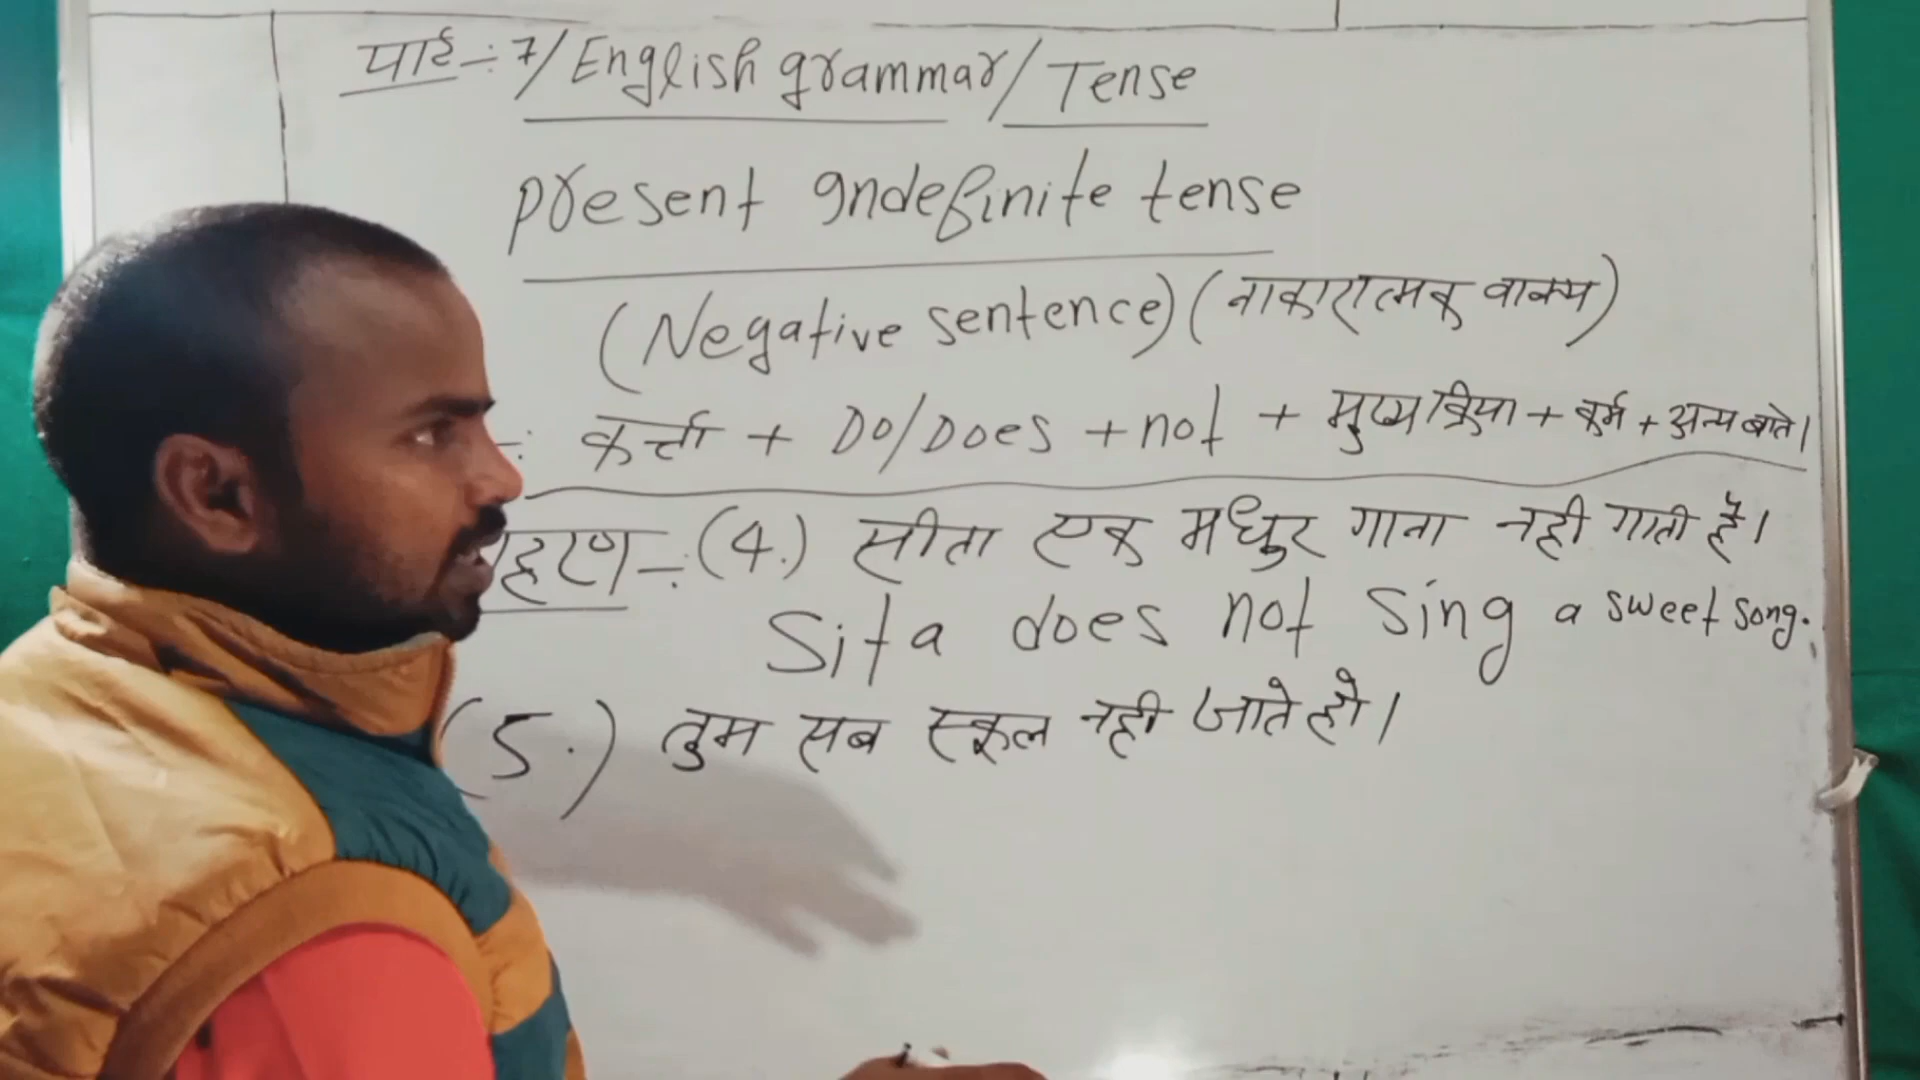 पाठ-: 7/English grammar/Tense
present Indefinite tense
(Negative sentence) (नाकारात्मक वाक्य)
-: कर्त्ता + DO/Does + not + मुख्य क्रिया + कर्म + अन्य बाते।
हरण-: (4.) सीता एक मधुर गाना नही गाती है।
Sita does not sing a sweet song.
(5.) तुम सब स्कूल नही जाते हो।